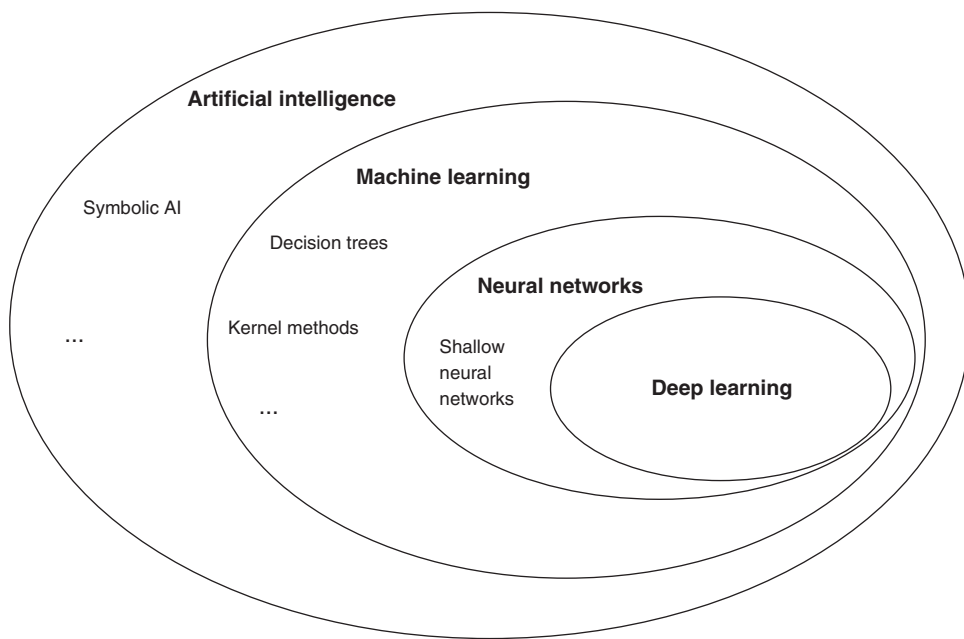 Artificial intelligence
Machine learning
Symbolic AI
Decision trees
Neural networks
Kernel methods
...
Shallow
neural
networks
Deep learning
...